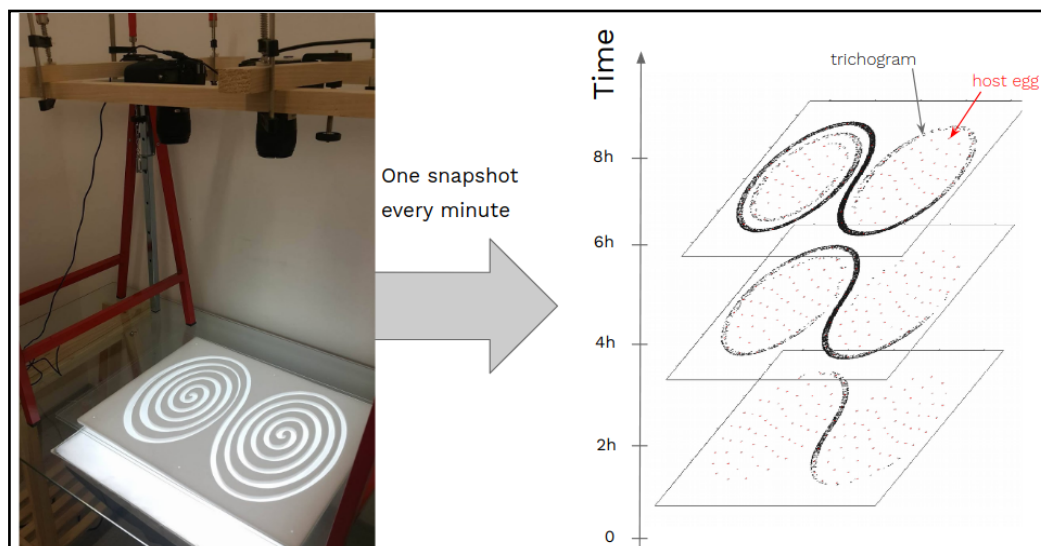 One snapshot
every minute
Time
trichogram
host egg
8h
6h
4h
2h
0